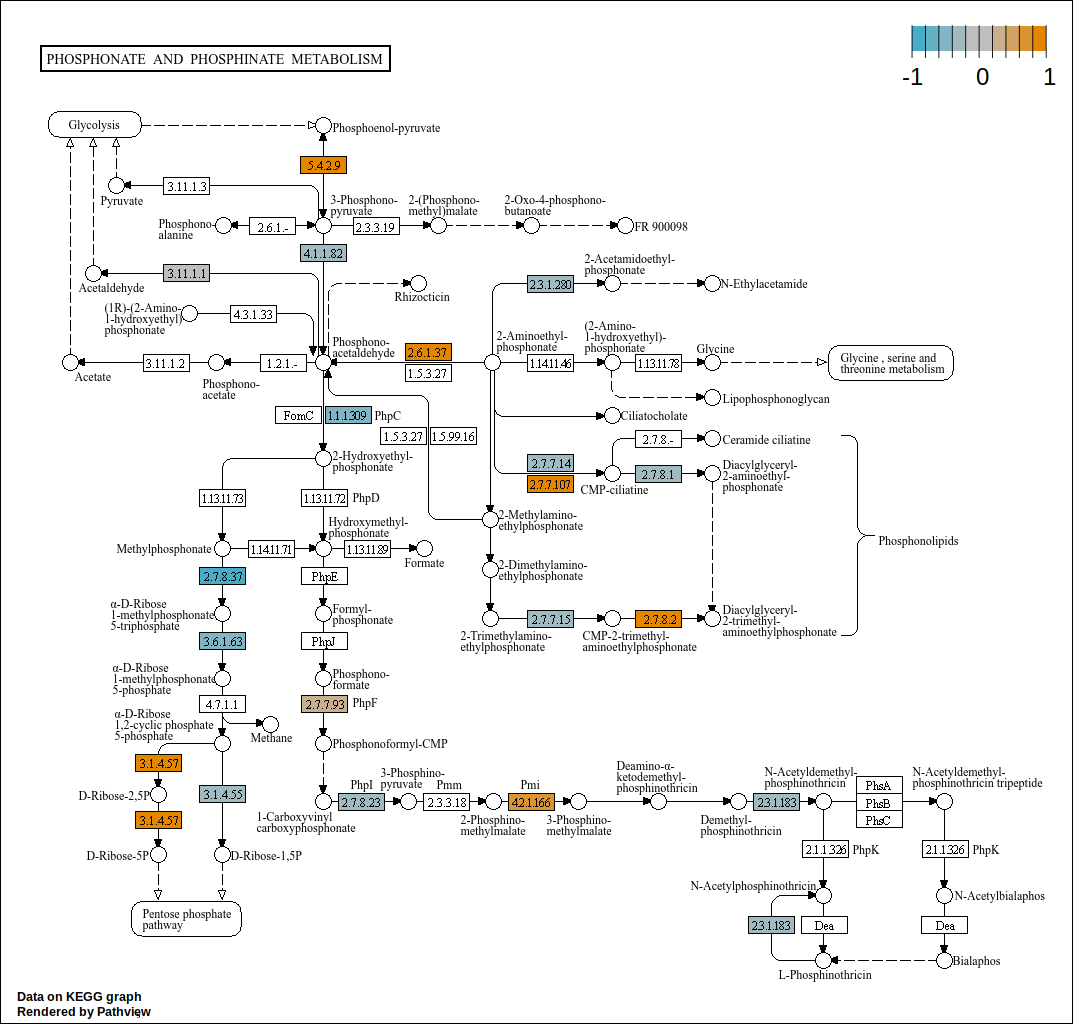 PHOSPHONATE AND PHOSPHINATE METABOLISM
-1 0 1
Glycolysis
Phosphoenol-pyruvate
5.4.2.9
3.11.1.3
Pyruvate
3-Phosphono-
pyruvate
2-(Phosphono-
methyl)malate
2-Oxo-4-phosphono-
butanoate
Phosphono
alanine
2.6.1.-
2.3.3.19
FR 900098
4.1.1.82
3.11.1.1
Acetaldehyde
Rhizocticin
2-Acetamidoethyl-
phosphonate
2.3.1.280
N-Ethylacetamide
(1R)-(2-Amino-
1-hydroxyethyl)
phosphonate
4.3.1.33
Phosphono-
acetaldehyde
2.6.1.37
1.5.3.27
2-Aminoethyl-
phosphonate
1.14.11.46
(2-Amino-
1-hydroxyethyl)-
phosphonate
1.13.11.78
Glycine
Glycine , serine and
threonine metabolism
Acetate
3.11.1.2
Phosphono-
acetate
1.2.1.-
Lipophosphonoglycan
Ciliatocholate
FomC
1.1.1309
PhpC
1.5.3.27
1.5.99.16
2.7.8.-
Ceramide ciliatine
2-Hydroxyethyl-
phosphonate
2.7.7.14
2.7.7.107
CMP-ciliatine
2.7.8.1
Diacylglyceryl-
2-aminoethyl-
phosphonate
1.13.11.73
1.13.11.72
PhpD
Hydroxymethyl-
phosphonate
2-Methylamino-
ethylphosphonate
Methylphosphonate
1.14.11.71
1.13.11.89
Formate
Phosphonolipids
2.7.8.37
PhpE
2-Dimethylamino-
ethylphosphonate
α-D-Ribose
1-methylphosphonate
5-triphosphate
Formyl-
phosphonate
2-Trimethylamino-
ethylphosphonate
2.7.7.15
CMP-2-trimethyl-
aminoethylphosphonate
2.7.8.2
Diacylglyceryl-
2-trimethyl-
aminoethylphosphonate
3.6.1.63
PhpJ
α-D-Ribose
1-methylphosphonate
5-phosphate
Phosphono-
formate
4.7.1.1
2.7.7.93
PhpF
α-D-Ribose
1,2-cyclic phosphate
5-phosphate
Methane
Phosphonoformyl-CMP
3.1.4.57
D-Ribose-2,5P
3.1.4.55
3.1.4.57
D-Ribose-5P
D-Ribose-1,5P
Pentose phosphate
pathway
1-Carboxyvinyl
carboxyphosphonate
PhpI
2.7.8.23
3-Phosphino-
pyruvate
Pmm
2.3.3.18
2-Phosphino-
methylmalate
Pmi
4.2.1.166
3-Phosphino-
methylmalate
Deamino-α-
ketodemethyl-
phosphinothricin
Demethyl-
phosphinothricin
2.3.1.183
N-Acetyldemethyl-
phosphinothricin
PhsA
PhsB
PhsC
N-Acetyldemethyl-
phosphinothricin tripeptide
2.1.1.326
PhpK
2.1.1.326
PhpK
N-Acetylphosphinothricin
N-Acetylbialaphos
2.3.1.183
Dea
Dea
L-Phosphinothricin
Bialaphos
Data on KEGG graph
Rendered by Pathview